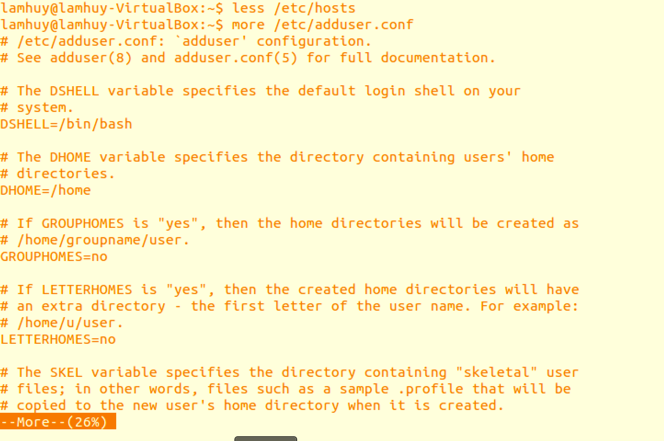 lamhuy@lamhuy-VirtualBox:~$ less /etc/hosts
lamhuy@lamhuy-VirtualBox:~$ more /etc/adduser.conf
# /etc/adduser.conf: `adduser' configuration.
# See adduser(8) and adduser.conf(5) for full documentation.

# The DSHELL variable specifies the default login shell on your
# system.
DSHELL=/bin/bash

# The DHOME variable specifies the directory containing users' home
# directories.
DHOME=/home

# If GROUPHOMES is "yes", then the home directories will be created as
# /home/groupname/user.
GROUPHOMES=no

# If LETTERHOMES is "yes", then the created home directories will have
# an extra directory - the first letter of the user name. For example:
# /home/u/user.
LETTERHOMES=no

# The SKEL variable specifies the directory containing "skeletal" user
# files; in other words, files such as a sample .profile that will be
# copied to the new user's home directory when it is created.
--More--(26%)